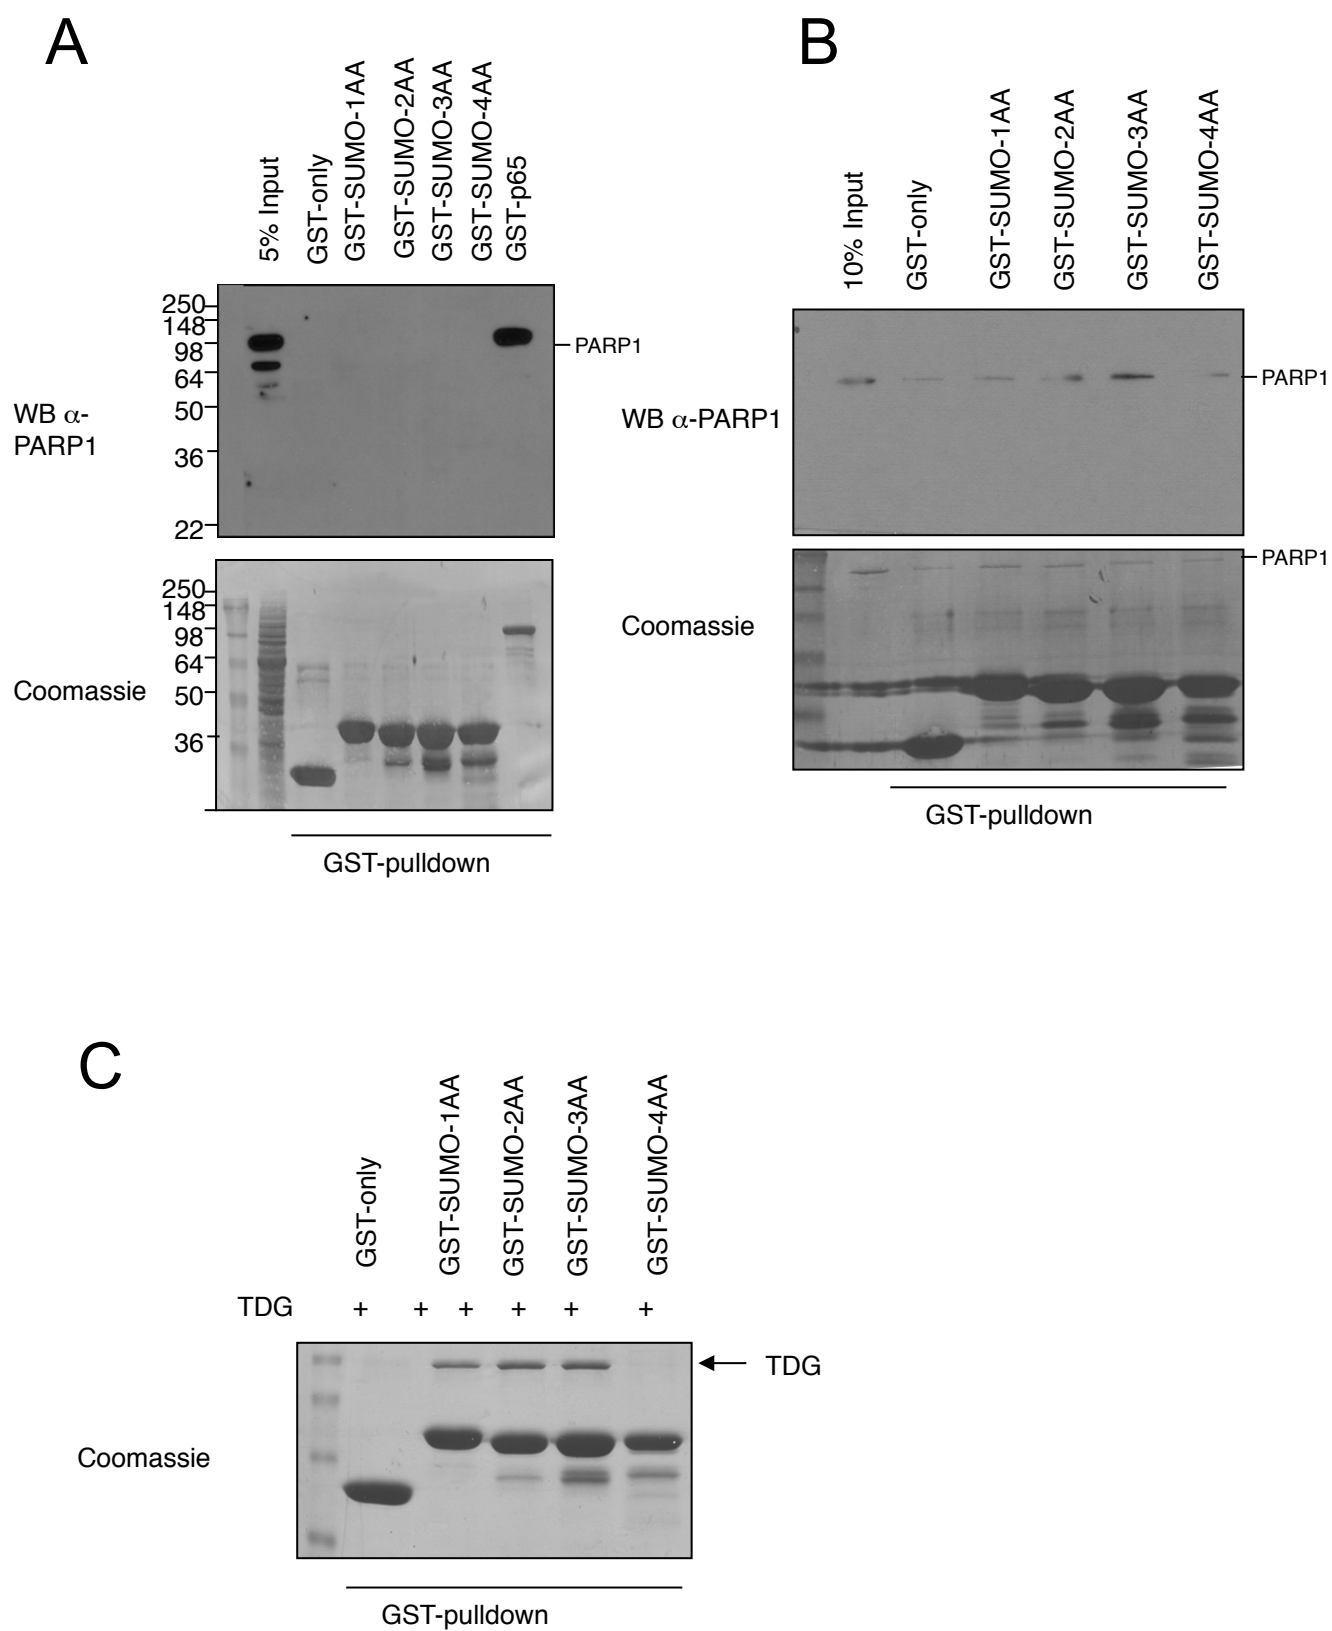 A
5% Input
GST-only
GST-SUMO-1AA
GST-SUMO-2AA
GST-SUMO-3AA
GST-SUMO-4AA
GST-p65
250
148
98
64
50
36
22
PARP1
WB α-
PARP1
250
148
98
64
50
36
Coomassie
GST-pulldown
B
10% Input
GST-only
GST-SUMO-1AA
GST-SUMO-2AA
GST-SUMO-3AA
GST-SUMO-4AA
PARP1
WB α-PARP1
PARP1
Coomassie
GST-pulldown
C
GST-only
GST-SUMO-1AA
GST-SUMO-2AA
GST-SUMO-3AA
GST-SUMO-4AA
TDG + + + + + +
TDG
Coomassie
GST-pulldown